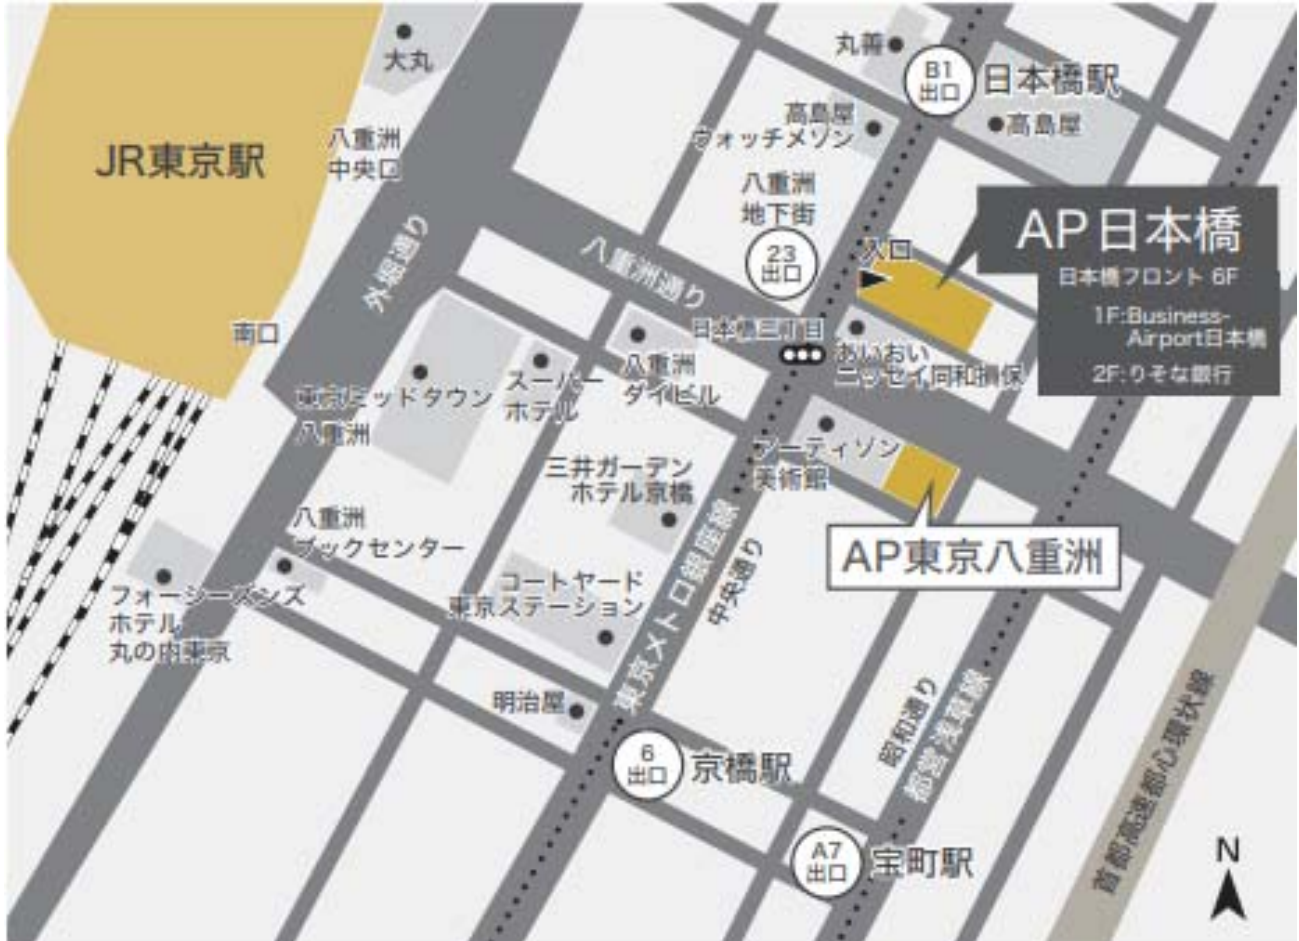 大丸
丸善
B1
出口
日本橋駅
高島屋
高島屋
ウォッチメゾン
八重洲
中央口
JR東京駅
八重洲
地下街
23
出口
入口
AP日本橋
日本橋フロント 6F
1F:Business-
Airport日本橋
2F:りそな銀行
外堀通り
八重洲通り
南口
日本橋三丁目
あいおい
ニッセイ同和損保
八重洲
ダイビル
スーパー
ホテル
東京ミッドタウン
八重洲
アーティゾン
美術館
三井ガーデン
ホテル京橋
AP東京八重洲
八重洲
ブックセンター
コートヤード
東京ステーション
フォーシーズンズ
ホテル
丸の内東京
東京メトロ銀座線
中央通り
明治屋
昭和通り
都営浅草線
首都高速都心環状線
6
出口
京橋駅
A7
出口
宝町駅
N